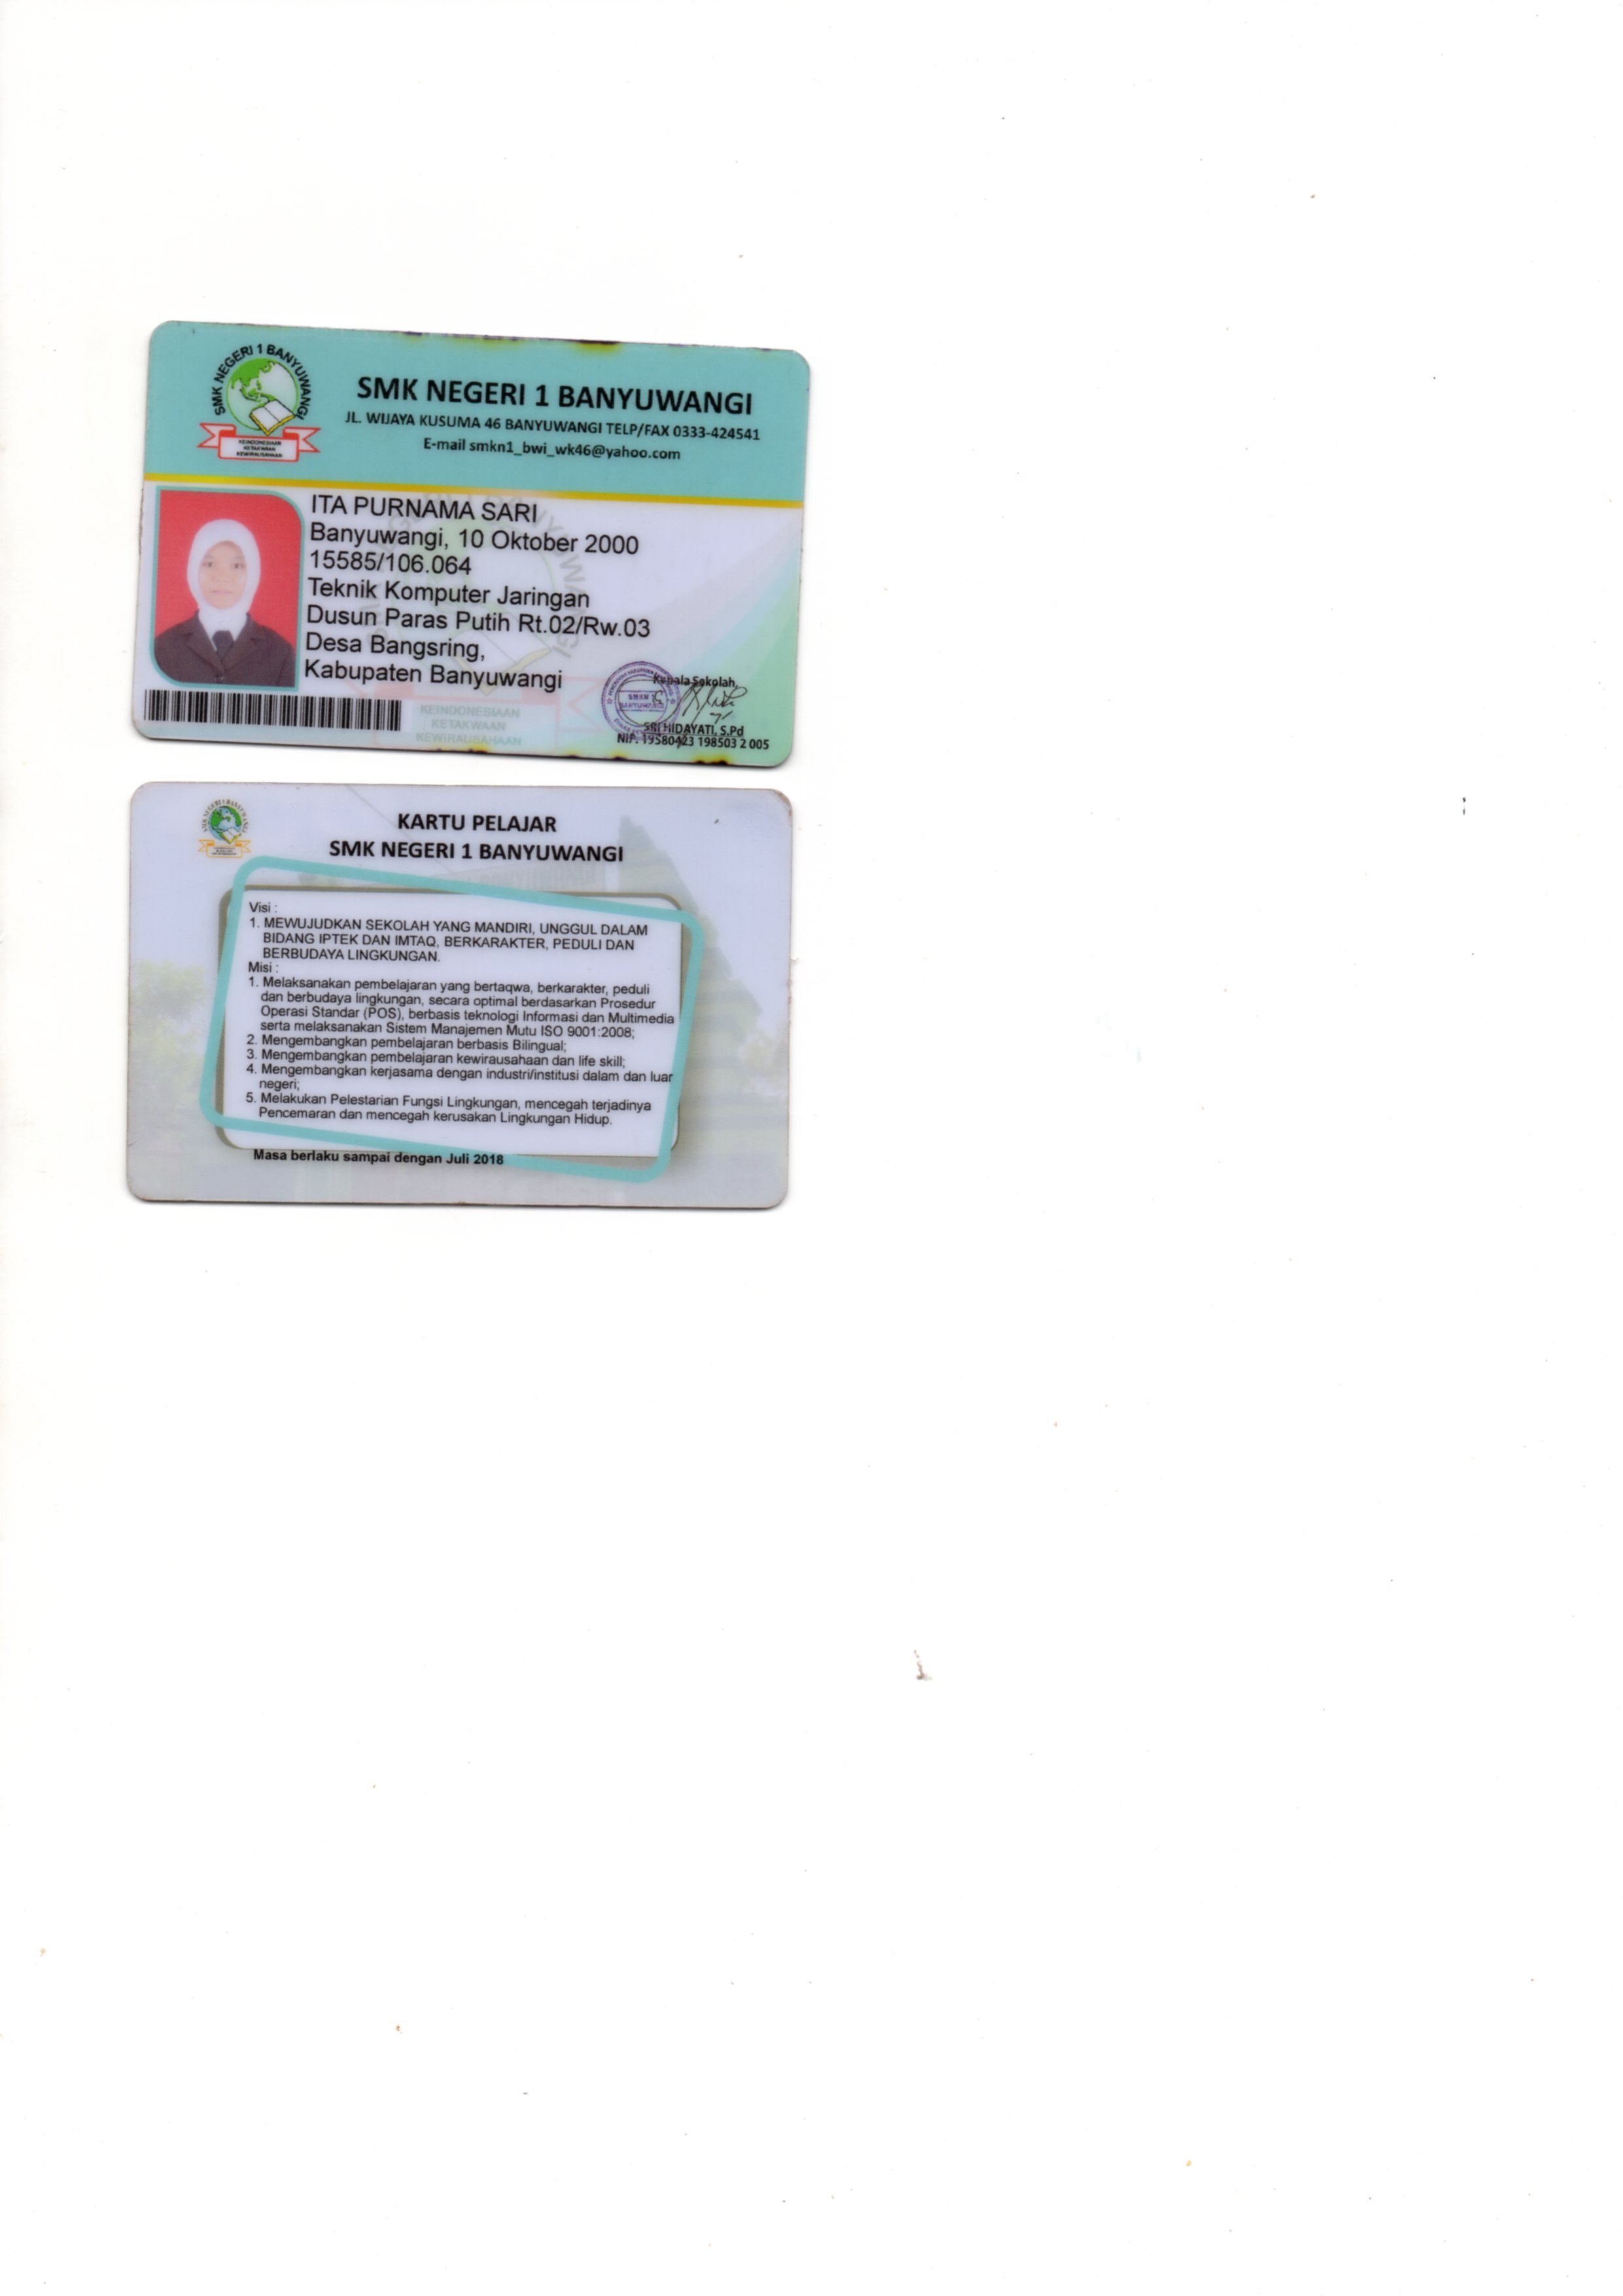 SMK NEGERI 1 BANYUWANGI
KEINDONESIAAN
KETAKWAAN
KEWIRAUSAHAAN
SMK NEGERI 1 BANYUWANGI
JL. WIJAYA KUSUMA 46 BANYUWANGI TELP/FAX 0333-424541
E-mail smkn1_bwi_wk46@yahoo.com
ITA PURNAMA SARI
Banyuwangi, 10 Oktober 2000
15585/106.064
Teknik Komputer Jaringan
Dusun Paras Putih Rt.02/Rw.03
Desa Bangsring,
Kabupaten Banyuwangi
KEINDONESIAAN
KETAKWAAN
KEWIRAUSAHAAN
Kepala Sekolah,
SRI HIDAYATI, S.Pd
NIP. 19580423 198503 2 005
KARTU PELAJAR
SMK NEGERI 1 BANYUWANGI
Visi :
1. MEWUJUDKAN SEKOLAH YANG MANDIRI, UNGGUL DALAM
BIDANG IPTEK DAN IMTAQ, BERKARAKTER, PEDULI DAN
BERBUDAYA LINGKUNGAN.
Misi :
1. Melaksanakan pembelajaran yang bertaqwa, berkarakter, peduli
dan berbudaya lingkungan, secara optimal berdasarkan Prosedur
Operasi Standar (POS), berbasis teknologi Informasi dan Multimedia
serta melaksanakan Sistem Manajemen Mutu ISO 9001:2008;
2. Mengembangkan pembelajaran berbasis Bilingual;
3. Mengembangkan pembelajaran kewirausahaan dan life skill;
4. Mengembangkan kerjasama dengan industri/institusi dalam dan luar
negeri;
5. Melakukan Pelestarian Fungsi Lingkungan, mencegah terjadinya
Pencemaran dan mencegah kerusakan Lingkungan Hidup.
Masa berlaku sampai dengan Juli 2018